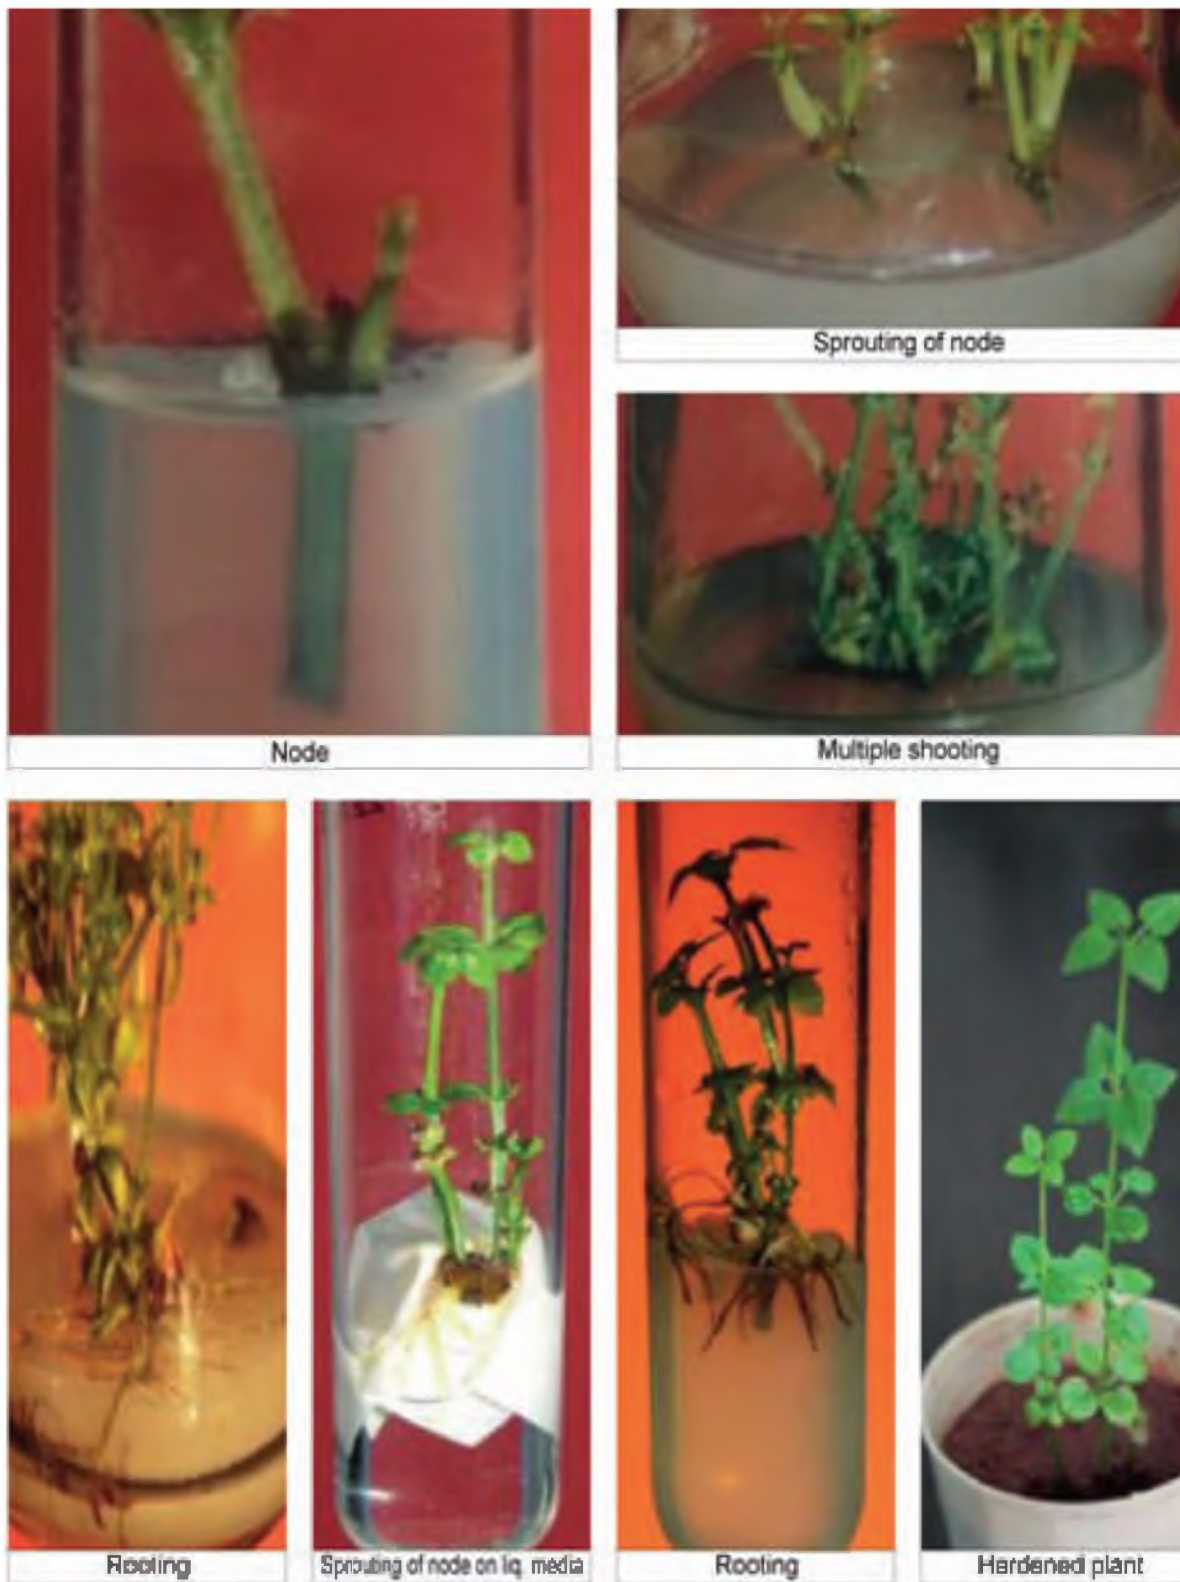 Node
Sprouting of node
Multiple shooting
Rooting
Sprouting of node on liq. media
Rooting
Hardened plant